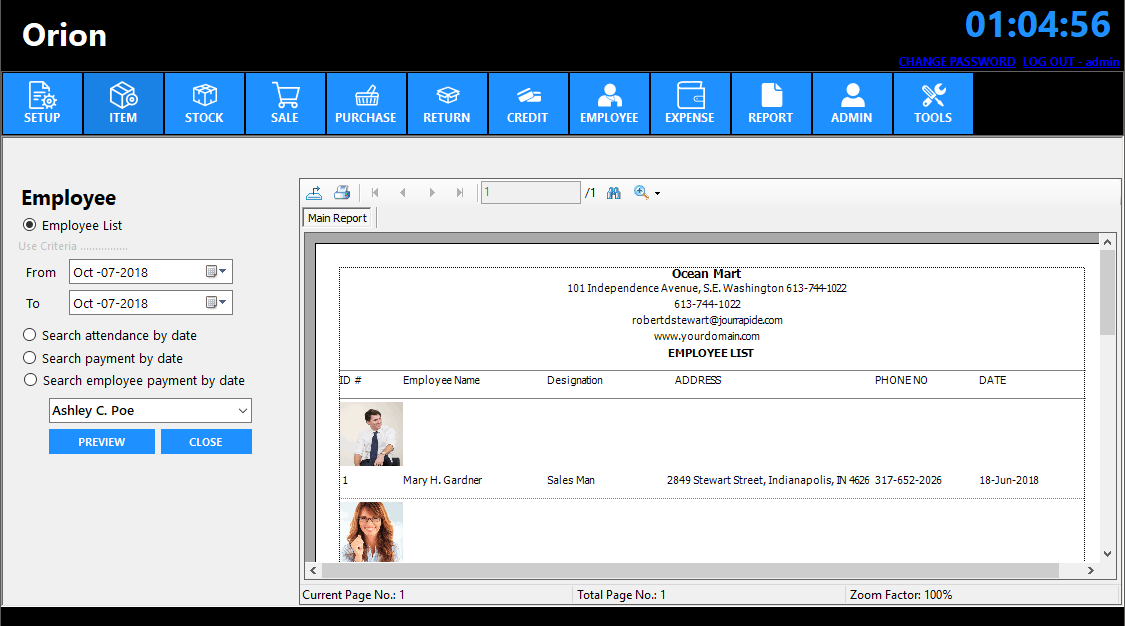 Orion
01:04:56
CHANGE PASSWORD LOG OUT - admin
SETUP ITEM STOCK SALE PURCHASE RETURN CREDIT EMPLOYEE EXPENSE REPORT ADMIN TOOLS
Employee
Employee List
Use Criteria ................
From Oct -07-2018
To Oct -07-2018
Search attendance by date
Search payment by date
Search employee payment by date
Ashley C. Poe
PREVIEW CLOSE
1 /1
Main Report
Ocean Mart
101 Independence Avenue, S.E. Washington 613-744-1022
613-744-1022
robertdstewart@jourrapide.com
www.yourdomain.com
EMPLOYEE LIST
ID # Employee Name Designation ADDRESS PHONE NO DATE
1 Mary H. Gardner Sales Man 2849 Stewart Street, Indianapolis, IN 4626 317-652-2026 18-Jun-2018
Current Page No.: 1 Total Page No.: 1 Zoom Factor: 100%